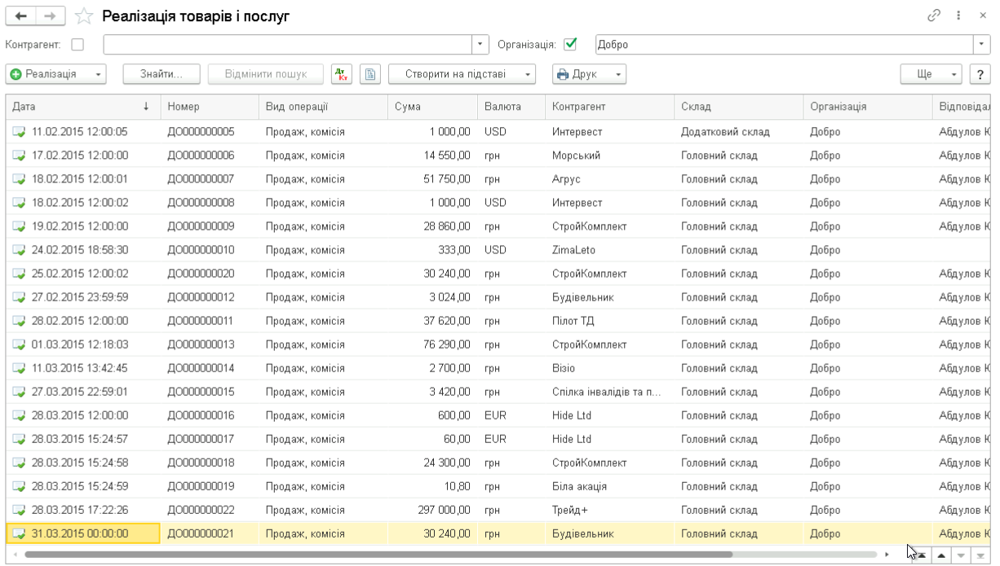 Реалізація товарів і послуг
Контрагент: Організація: Добро
Реалізація Знайти... Відмінити пошук Дт Кт Створити на підставі Друк Ще ?
Дата ↓ Номер Вид операції Сума Валюта Контрагент Склад Організація Відповідал
11.02.2015 12:00:05 ДО000000005 Продаж, комісія 1 000,00 USD Интервест Додатковий склад Добро Абдулов Ю
17.02.2015 12:00:00 ДО000000006 Продаж, комісія 14 550,00 грн Морський Головний склад Добро Абдулов Ю
18.02.2015 12:00:01 ДО000000007 Продаж, комісія 51 750,00 грн Агрус Головний склад Добро Абдулов Ю
18.02.2015 12:00:02 ДО000000008 Продаж, комісія 1 000,00 USD Интервест Головний склад Добро Абдулов Ю
19.02.2015 12:00:00 ДО000000009 Продаж, комісія 28 860,00 грн СтройКомплект Головний склад Добро Абдулов Ю
24.02.2015 18:58:30 ДО000000010 Продаж, комісія 333,00 USD ZimaLeto Головний склад Добро
25.02.2015 12:00:02 ДО000000020 Продаж, комісія 30 240,00 грн СтройКомплект Головний склад Добро Абдулов Ю
27.02.2015 23:59:59 ДО000000012 Продаж, комісія 3 024,00 грн Будівельник Головний склад Добро Абдулов Ю
28.02.2015 12:00:00 ДО000000011 Продаж, комісія 37 620,00 грн Пілот ТД Головний склад Добро Абдулов Ю
01.03.2015 12:18:03 ДО000000013 Продаж, комісія 76 290,00 грн СтройКомплект Головний склад Добро Абдулов Ю
11.03.2015 13:42:45 ДО000000014 Продаж, комісія 2 700,00 грн Візіо Головний склад Добро Абдулов Ю
27.03.2015 22:59:01 ДО000000015 Продаж, комісія 3 420,00 грн Спілка інвалідів та п... Головний склад Добро Абдулов Ю
28.03.2015 12:00:00 ДО000000016 Продаж, комісія 600,00 EUR Hide Ltd Головний склад Добро Абдулов Ю
28.03.2015 15:24:57 ДО000000017 Продаж, комісія 60,00 EUR Hide Ltd Головний склад Добро Абдулов Ю
28.03.2015 15:24:58 ДО000000018 Продаж, комісія 24 300,00 грн СтройКомплект Головний склад Добро Абдулов Ю
28.03.2015 15:24:59 ДО000000019 Продаж, комісія 10,80 грн Біла акація Головний склад Добро Абдулов Ю
28.03.2015 17:22:26 ДО000000022 Продаж, комісія 297 000,00 грн Трейд+ Головний склад Добро Абдулов Ю
31.03.2015 00:00:00 ДО000000021 Продаж, комісія 30 240,00 грн Будівельник Головний склад Добро Абдулов Ю